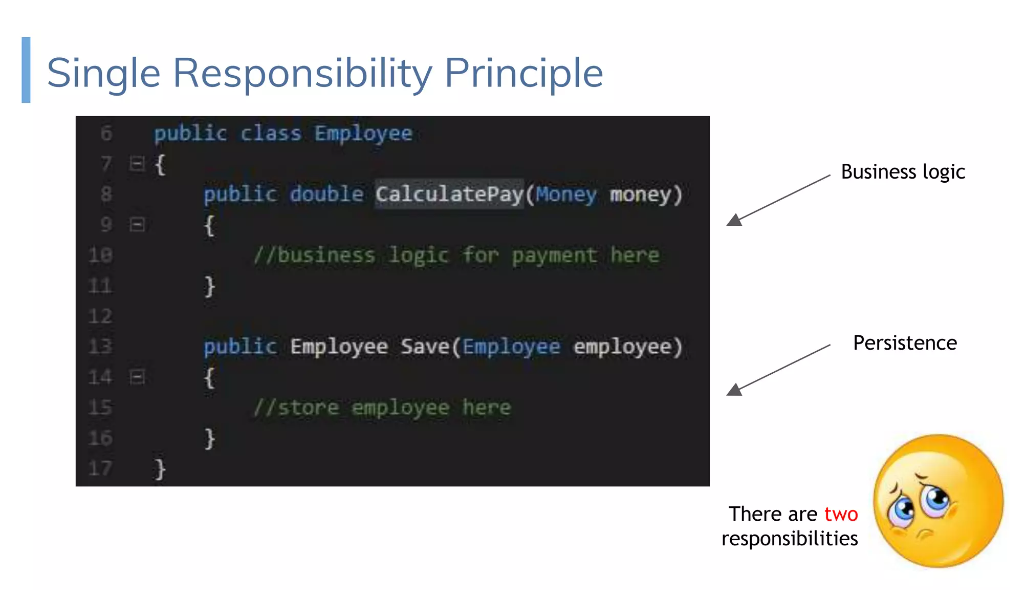 Single Responsibility Principle
6 public class Employee
7 {
8 public double CalculatePay(Money money)
9 {
10 //business logic for payment here
11 }
12
13 public Employee Save(Employee employee)
14 {
15 //store employee here
16 }
17 }
Business logic
Persistence
There are two
responsibilities